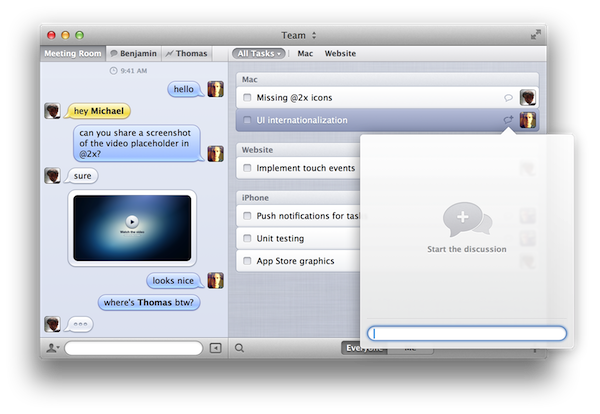 Team
Meeting Room
Benjamin
Thomas
All Tasks
Mac
Website
9:41 AM
hello
hey Michael
can you share a screenshot
of the video placeholder in
@2x?
sure
Watch the video
looks nice
where's Thomas btw?
Mac
Missing @2x icons
UI internationalization
Website
Implement touch events
iPhone
Push notifications for tas
Unit testing
App Store graphics
Start the discussion
Everyone
Me